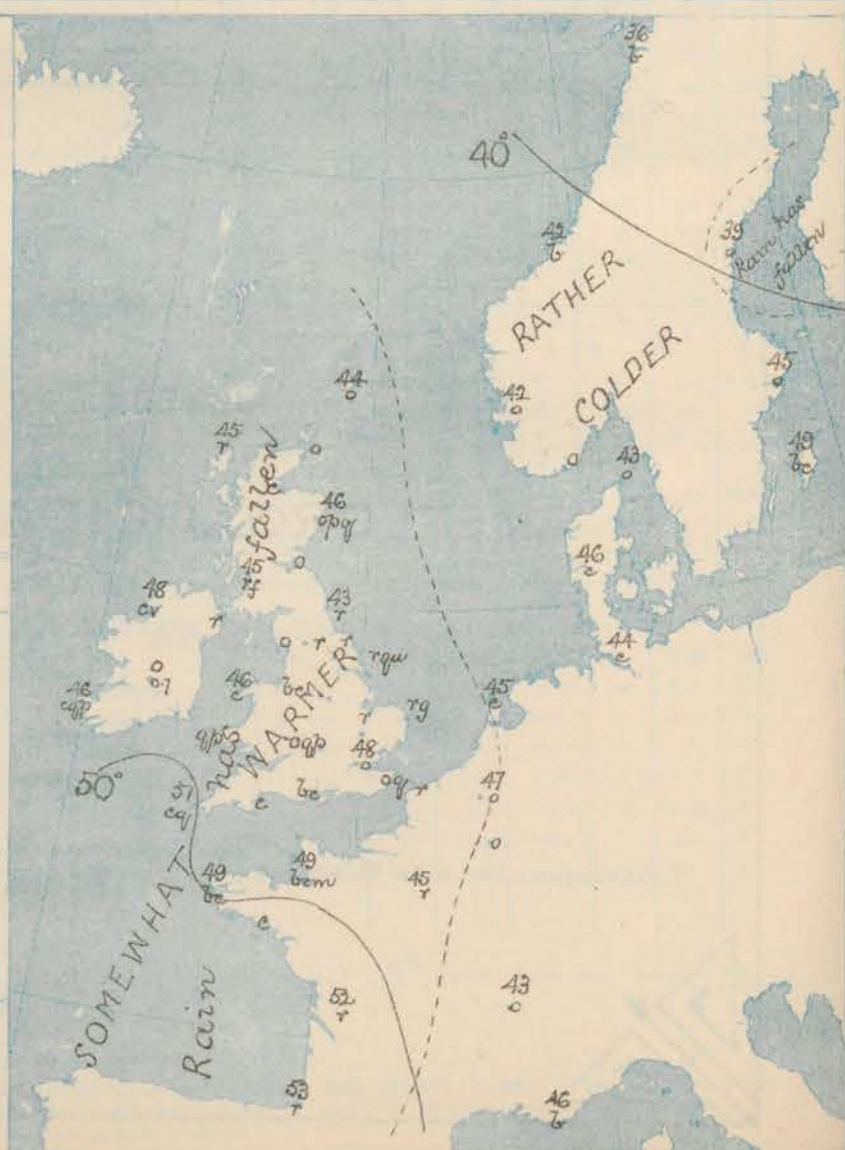 36
b
40°
42
b
39
c
Rain has
fallen
RATHER
COLDER
44
o
42
o
45
o
45
r
o
49
bc
o
43
o
c
fallen
46
opq
46
c
45
rf
o
48
cv
r
43
r
o
r
r
44
c
rqu
o
o.7
46
cqp
46
c
bc
45
c
rg
WARMER
r
qp
has
oqp
48
o
50°
51
cq
oq
r
47
o
c
bc
o
49
bc
49
bcm
45
r
c
SOMEWHAT
Rain
52
r
43
o
53
r
46
b